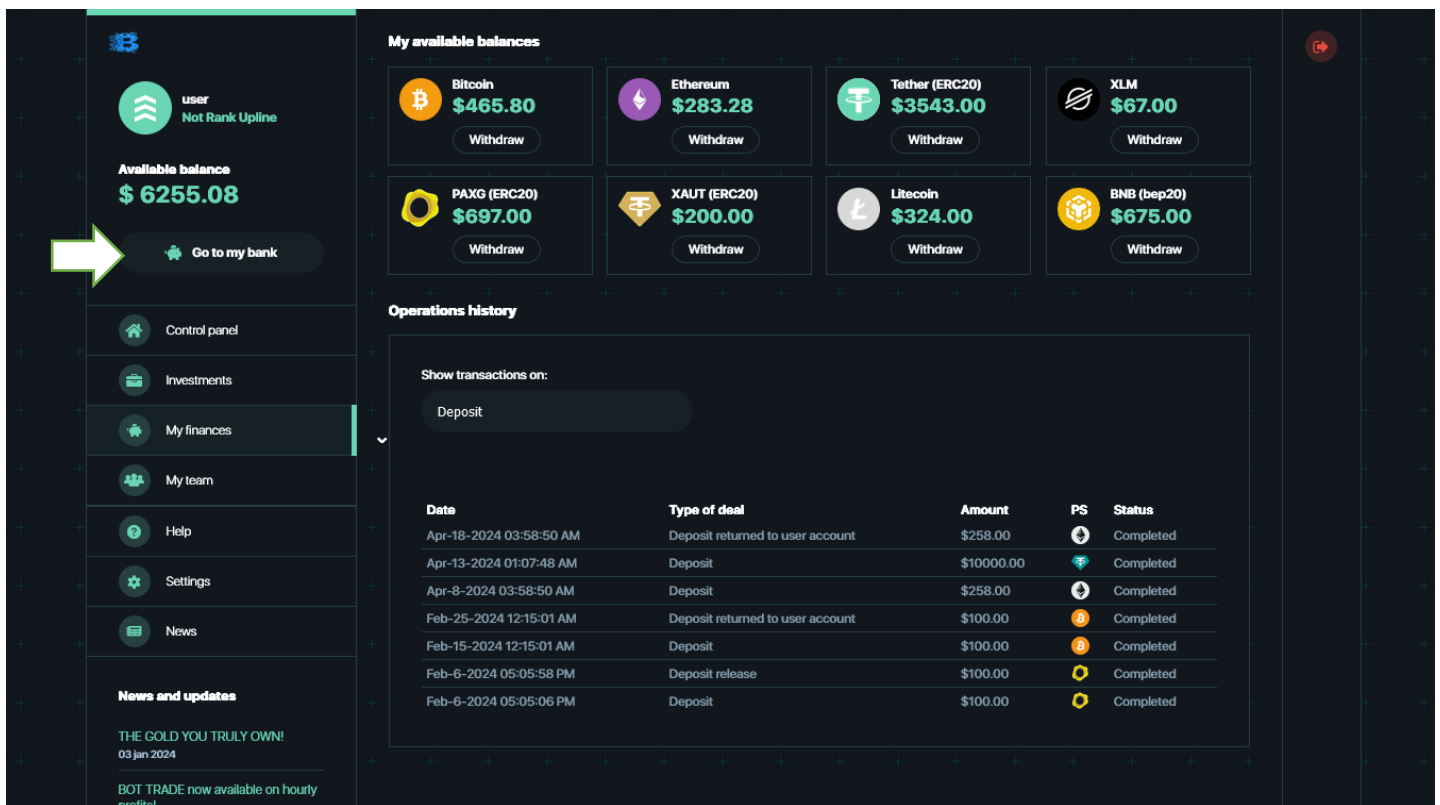 user
Not Rank Upline
Available balance
$ 6255.08
Go to my bank
Control panel
Investments
My finances
My team
Help
Settings
News
News and updates
THE GOLD YOU TRULY OWN!
03 jan 2024
BOT TRADE now available on hourly
profits!
My available balances
Bitcoin
$465.80
Withdraw
Ethereum
$283.28
Withdraw
Tether (ERC20)
$3543.00
Withdraw
XLM
$67.00
Withdraw
PAXG (ERC20)
$697.00
Withdraw
XAUT (ERC20)
$200.00
Withdraw
Litecoin
$324.00
Withdraw
BNB (bep20)
$675.00
Withdraw
Operations history
Show transactions on:
Deposit
Date Type of deal Amount PS Status
Apr-18-2024 03:58:50 AM Deposit returned to user account $258.00 Completed
Apr-13-2024 01:07:48 AM Deposit $10000.00 Completed
Apr-8-2024 03:58:50 AM Deposit $258.00 Completed
Feb-25-2024 12:15:01 AM Deposit returned to user account $100.00 Completed
Feb-15-2024 12:15:01 AM Deposit $100.00 Completed
Feb-6-2024 05:05:58 PM Deposit release $100.00 Completed
Feb-6-2024 05:05:06 PM Deposit $100.00 Completed